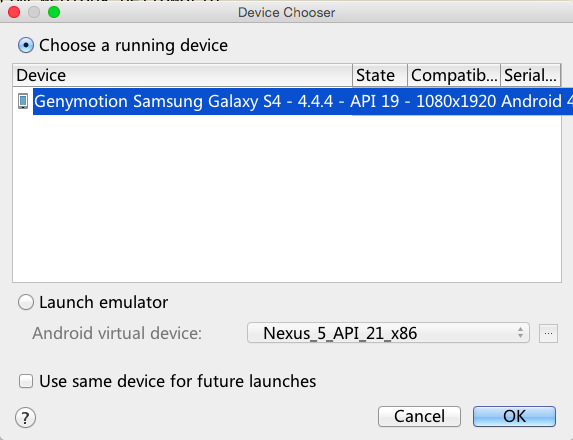 Device Chooser
Choose a running device
Device State Compatib... Serial...
Genymotion Samsung Galaxy S4 - 4.4.4 - API 19 - 1080x1920 Android 4
Launch emulator
Android virtual device: Nexus_5_API_21_x86 ...
Use same device for future launches
? Cancel OK